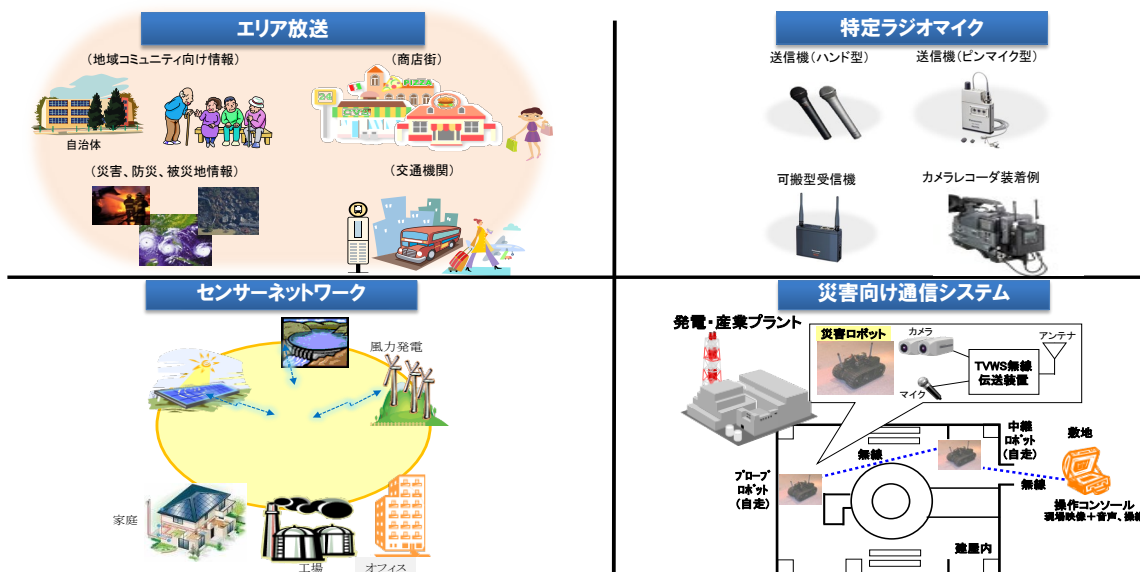 エリア放送
(地域コミュニティ向け情報)
(商店街)
自治体
(災害、防災、被災地情報)
(交通機関)
PIZZA
24
特定ラジオマイク
送信機(ハンド型)
送信機(ピンマイク型)
可搬型受信機
カメラレコーダ装着例
センサーネットワーク
風力発電
家庭
工場
オフィス
災害向け通信システム
発電・産業プラント
災害ロボット
カメラ
アンテナ
TVWS無線
伝送装置
マイク
中継
ロボット
(自走)
敷地
無線
プローブ
ロボット
(自走)
無線
操作コンソール
現場映像+音声、操縦
建屋内